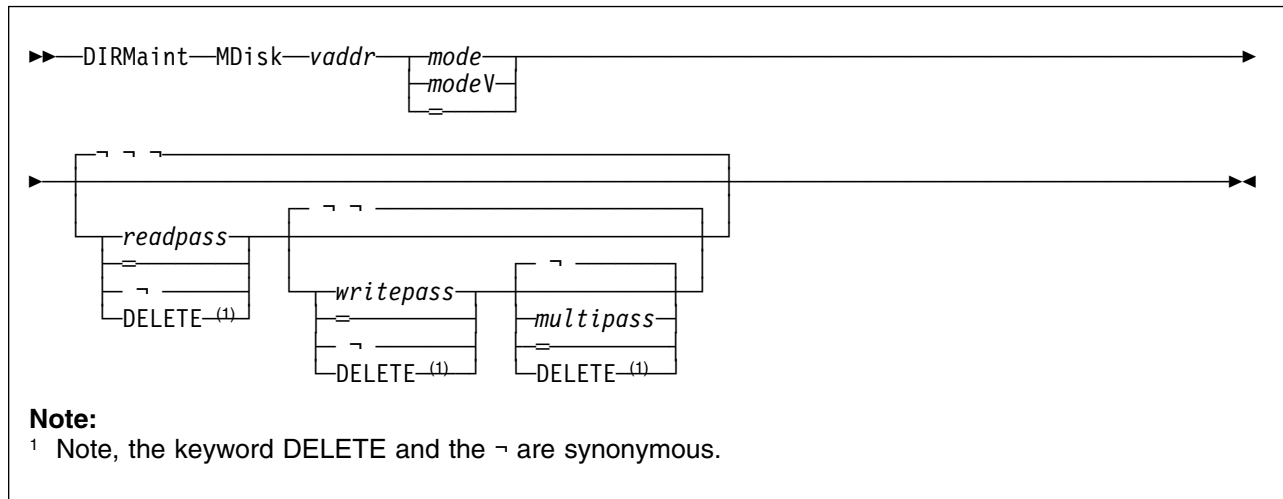 ►►──DIRMaint──MDisk──vaddr──mode──►
modeV
=
¬ ¬ ¬
►──►◄
¬ ¬
readpass
=
¬
¬
writepass
DELETE (1)
=
multipass
¬
=
DELETE (1)
DELETE (1)
Note:
1 Note, the keyword DELETE and the ¬ are synonymous.